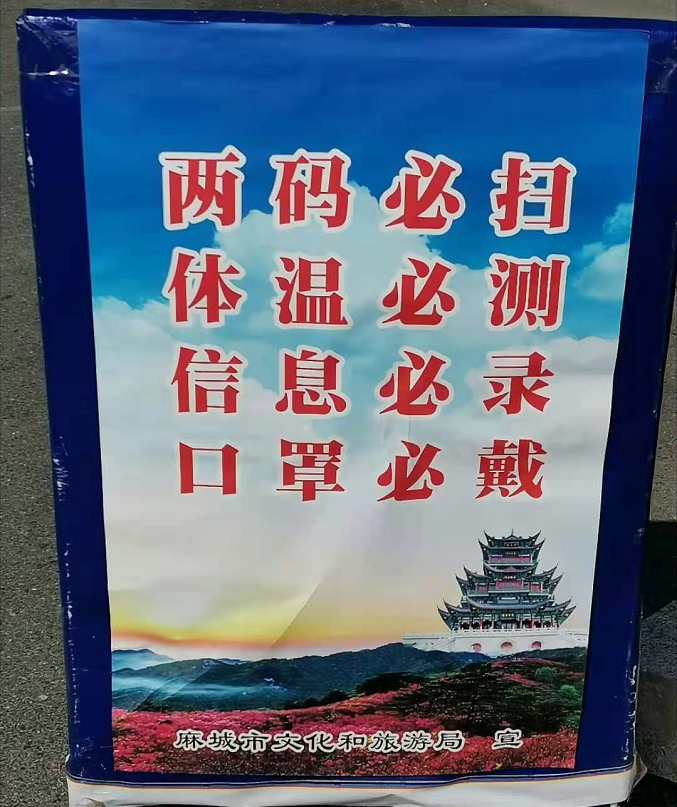 两码必扫
体温必测
信息必录
口罩必戴
麻城市文化和旅游局 宣